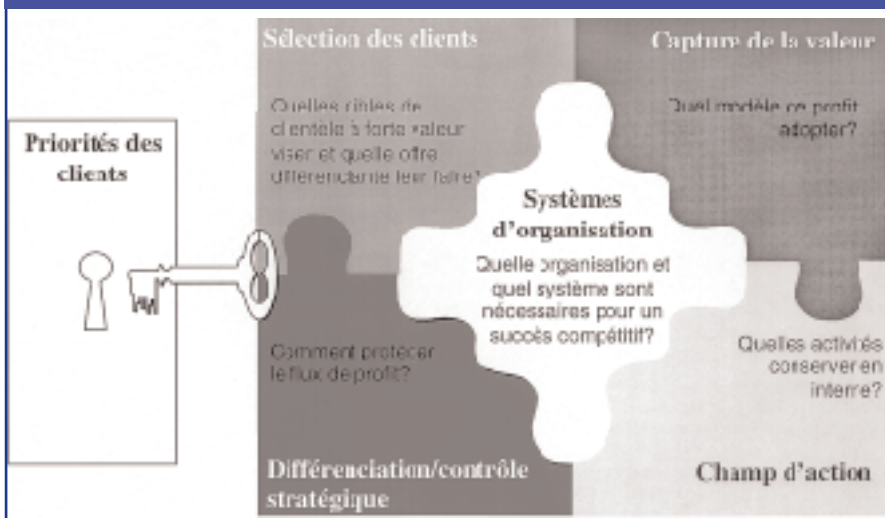 Sélection des clients
Quelles cibles de
clientèle à forte valeur
viser et quelle offre
différenciante leur faire?
Capture de la valeur
Quel modèle de profit
adopter?
Priorités des
clients
Systèmes
d'organisation
Quelle organisation et
quel système sont
nécessaires pour un
succès compétitif?
Comment protéger
le flux de profit?
Différenciation/contrôle
stratégique
Quelles activités
conserver en
interne?
Champ d'action